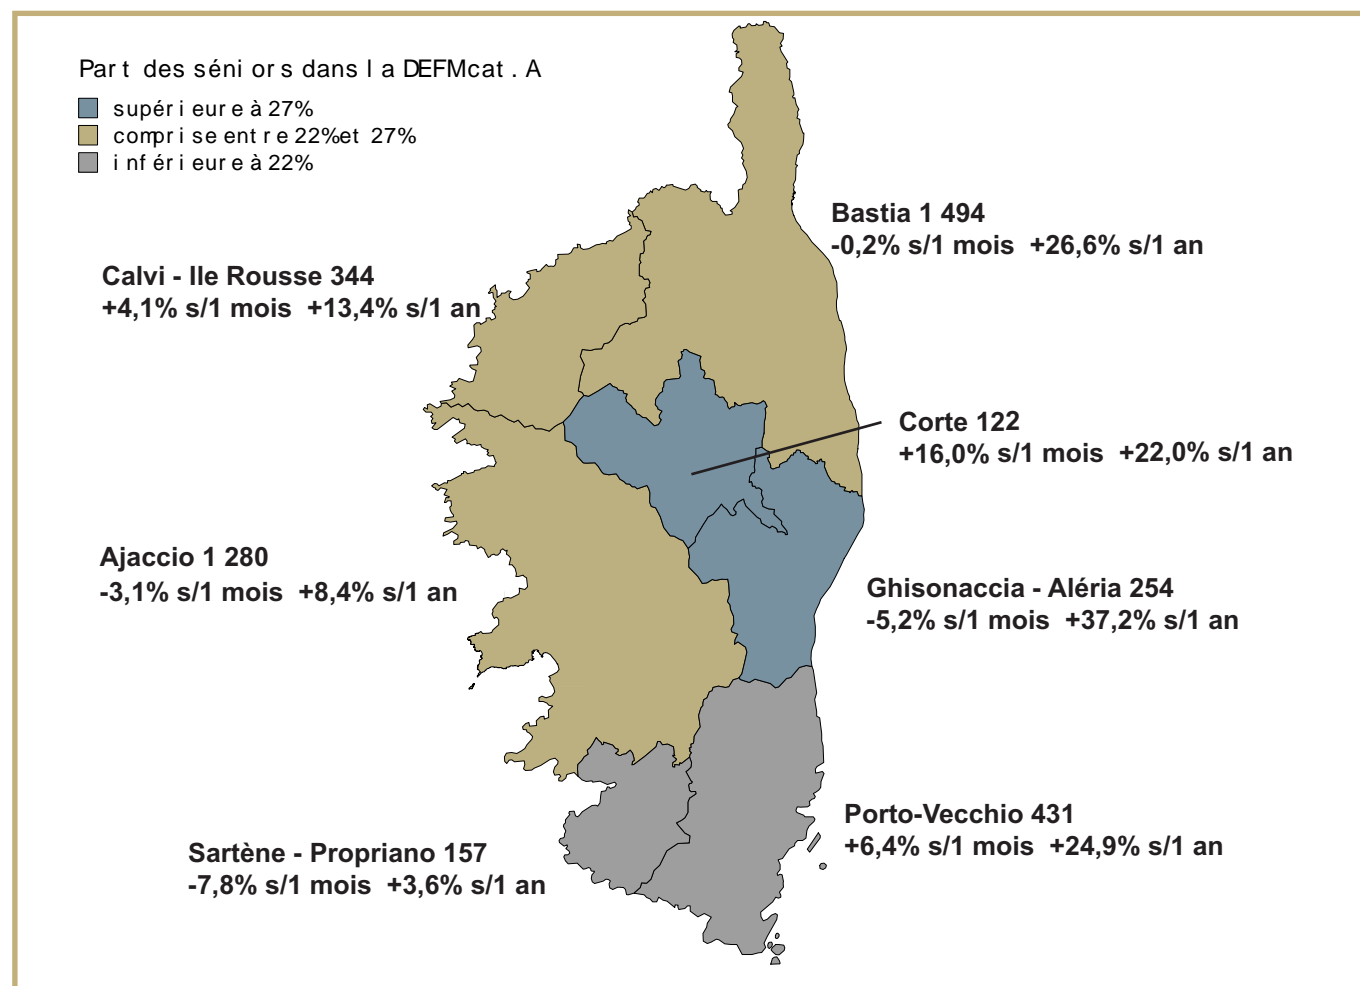 Part des séniors dans la DEFM cat. A
supérieure à 27%
comprise entre 22% et 27%
inférieure à 22%
Bastia 1 494
-0,2% s/1 mois +26,6% s/1 an
Calvi - Ile Rousse 344
+4,1% s/1 mois +13,4% s/1 an
Corte 122
+16,0% s/1 mois +22,0% s/1 an
Ajaccio 1 280
-3,1% s/1 mois +8,4% s/1 an
Ghisonaccia - Aléria 254
-5,2% s/1 mois +37,2% s/1 an
Porto-Vecchio 431
+6,4% s/1 mois +24,9% s/1 an
Sartène - Propriano 157
-7,8% s/1 mois +3,6% s/1 an